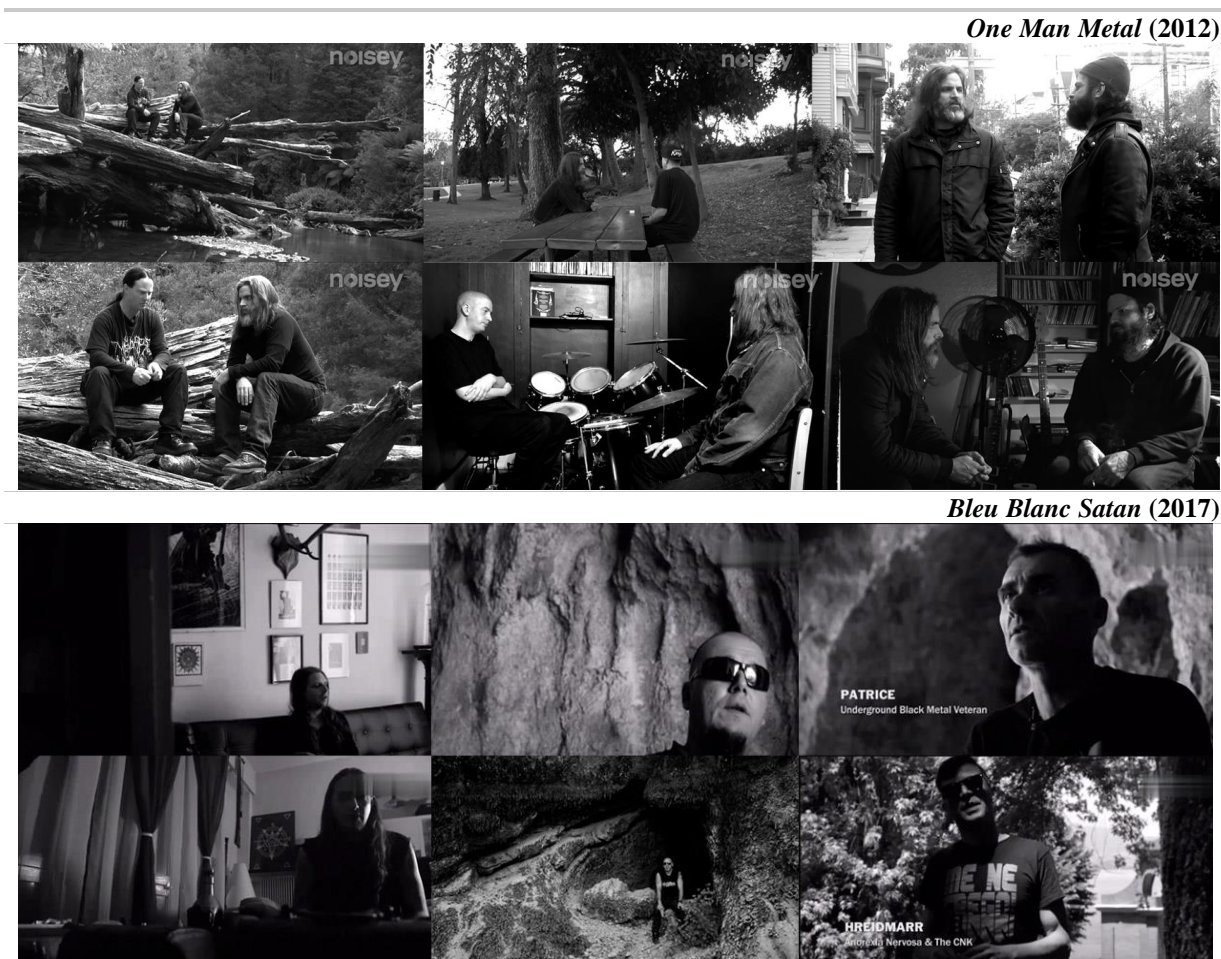 One Man Metal (2012)
noisey
noisey
noisey
noisey
noisey
Bleu Blanc Satan (2017)
PATRICE
Underground Black Metal Veteran
HREIDMARR
Anorexia Nervosa & The CNK